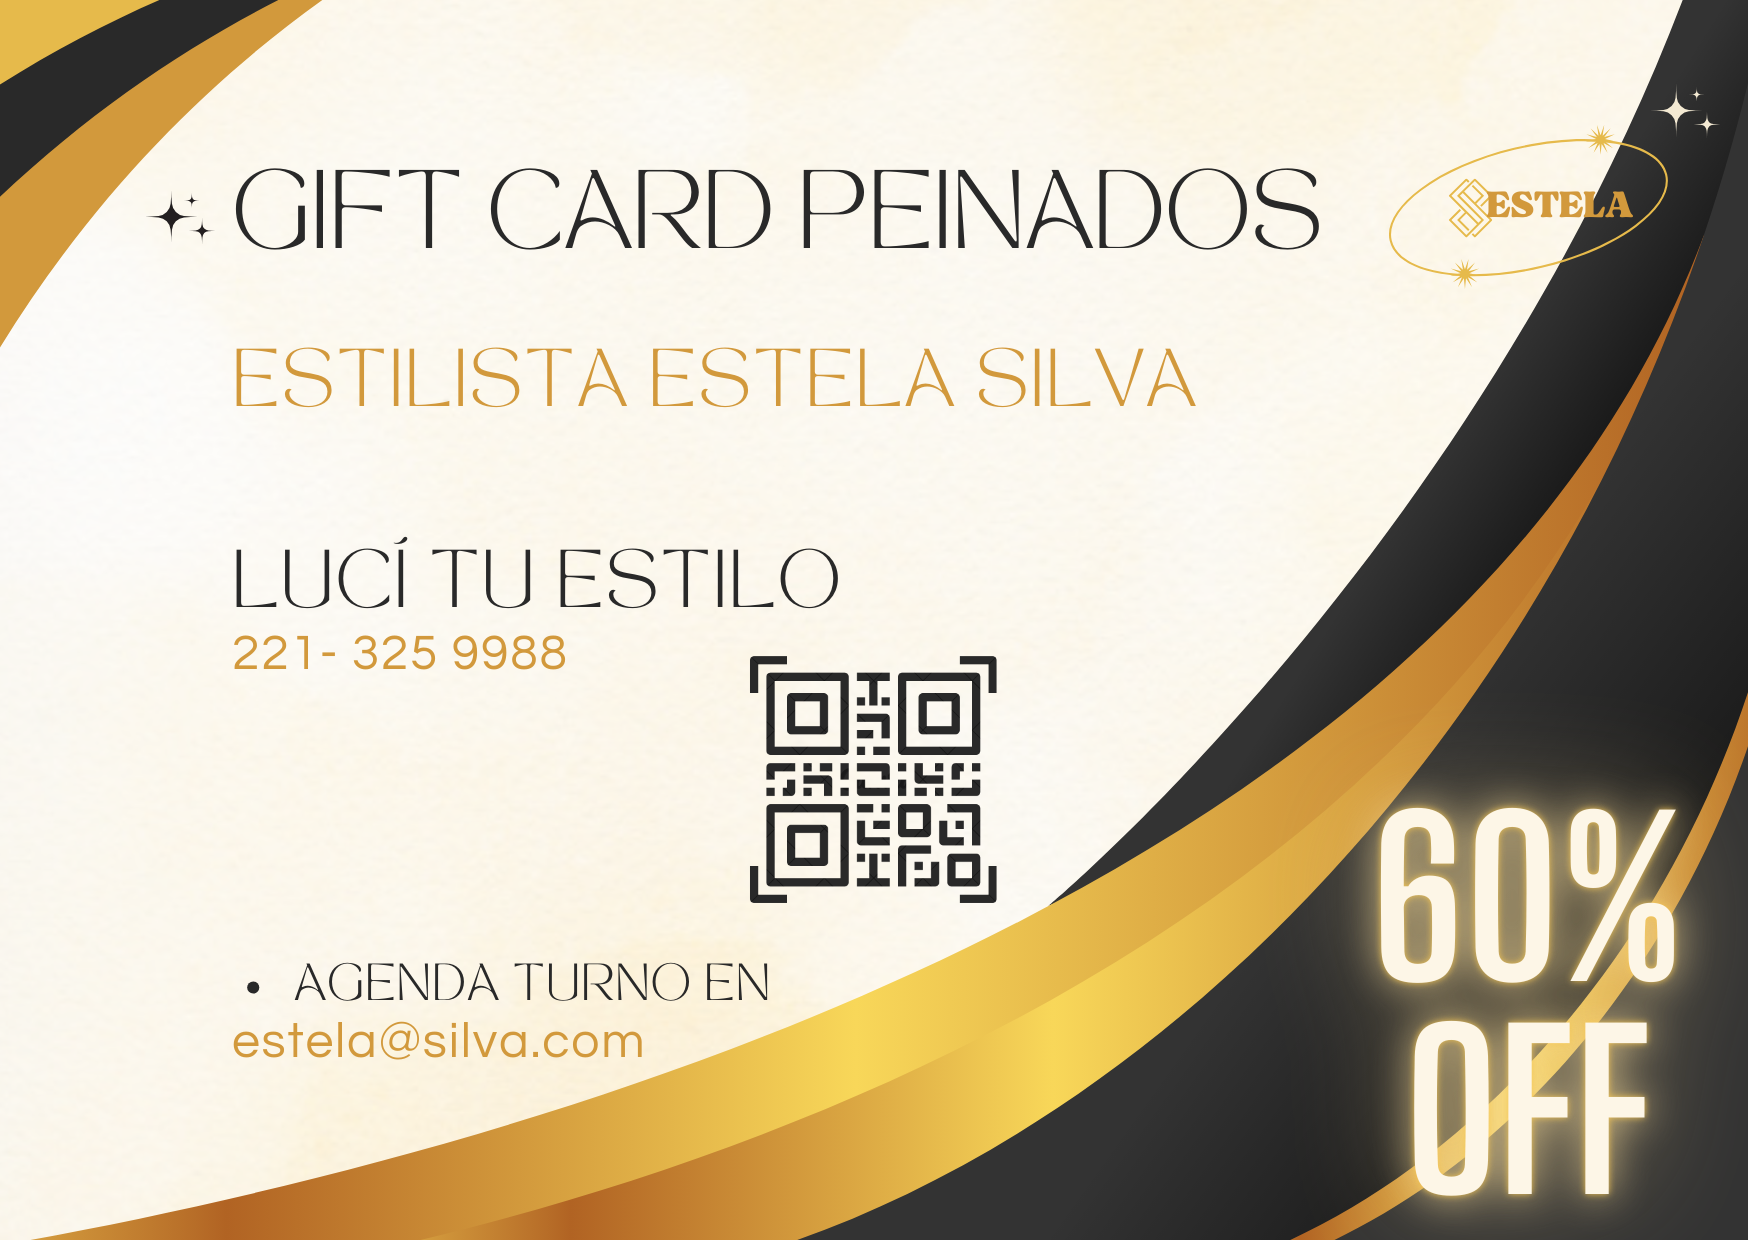 GIFT CARD PEINADOS
ESTELA
ESTILISTA ESTELA SILVA
LUCÍ TU ESTILO
221- 325 9988
• AGENDA TURNO EN
estela@silva.com
60%
OFF